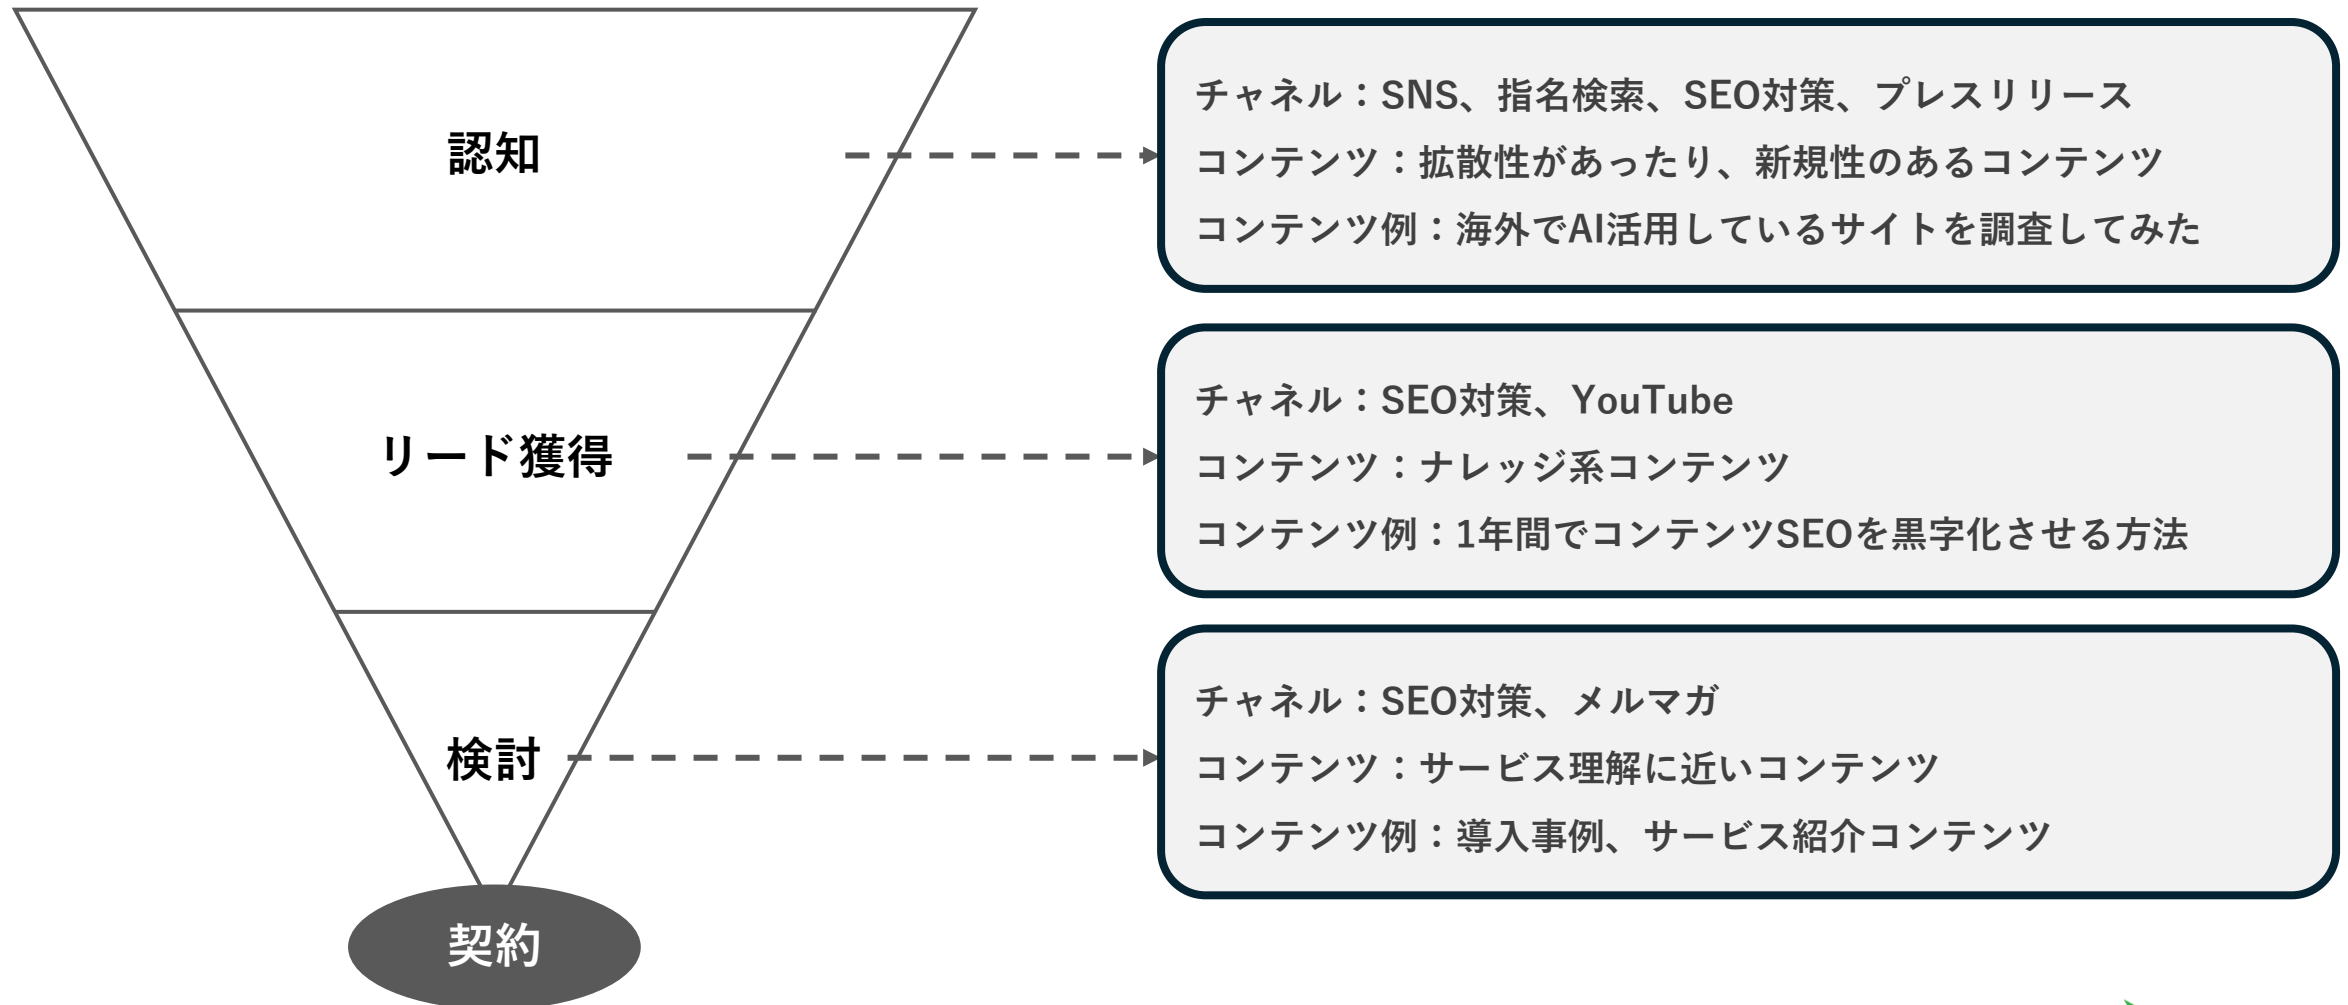 認知
チャネル：SNS、指名検索、SEO対策、プレスリリース
コンテンツ：拡散性があったり、新規性のあるコンテンツ
コンテンツ例：海外でAI活用しているサイトを調査してみた
リード獲得
チャネル：SEO対策、YouTube
コンテンツ：ナレッジ系コンテンツ
コンテンツ例：1年間でコンテンツSEOを黒字化させる方法
検討
チャネル：SEO対策、メルマガ
コンテンツ：サービス理解に近いコンテンツ
コンテンツ例：導入事例、サービス紹介コンテンツ
契約